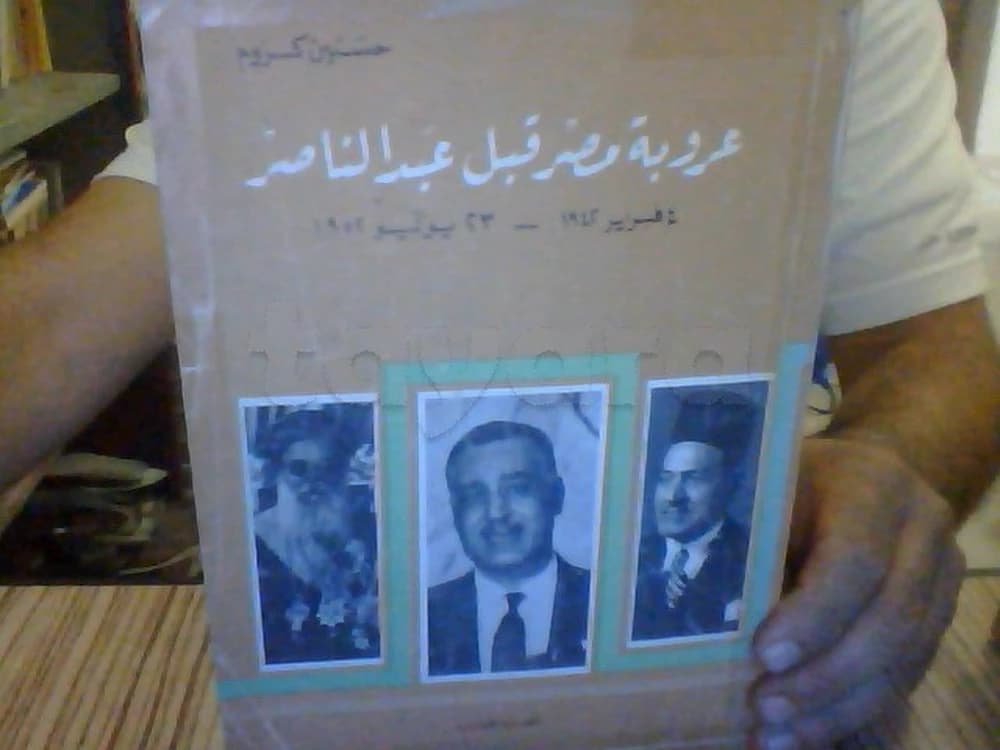 حسنين كروم
عروبة مصر قبل عبد الناصر
٤ فبراير ١٩٤٢ — ٢٣ يوليو ١٩٥٢